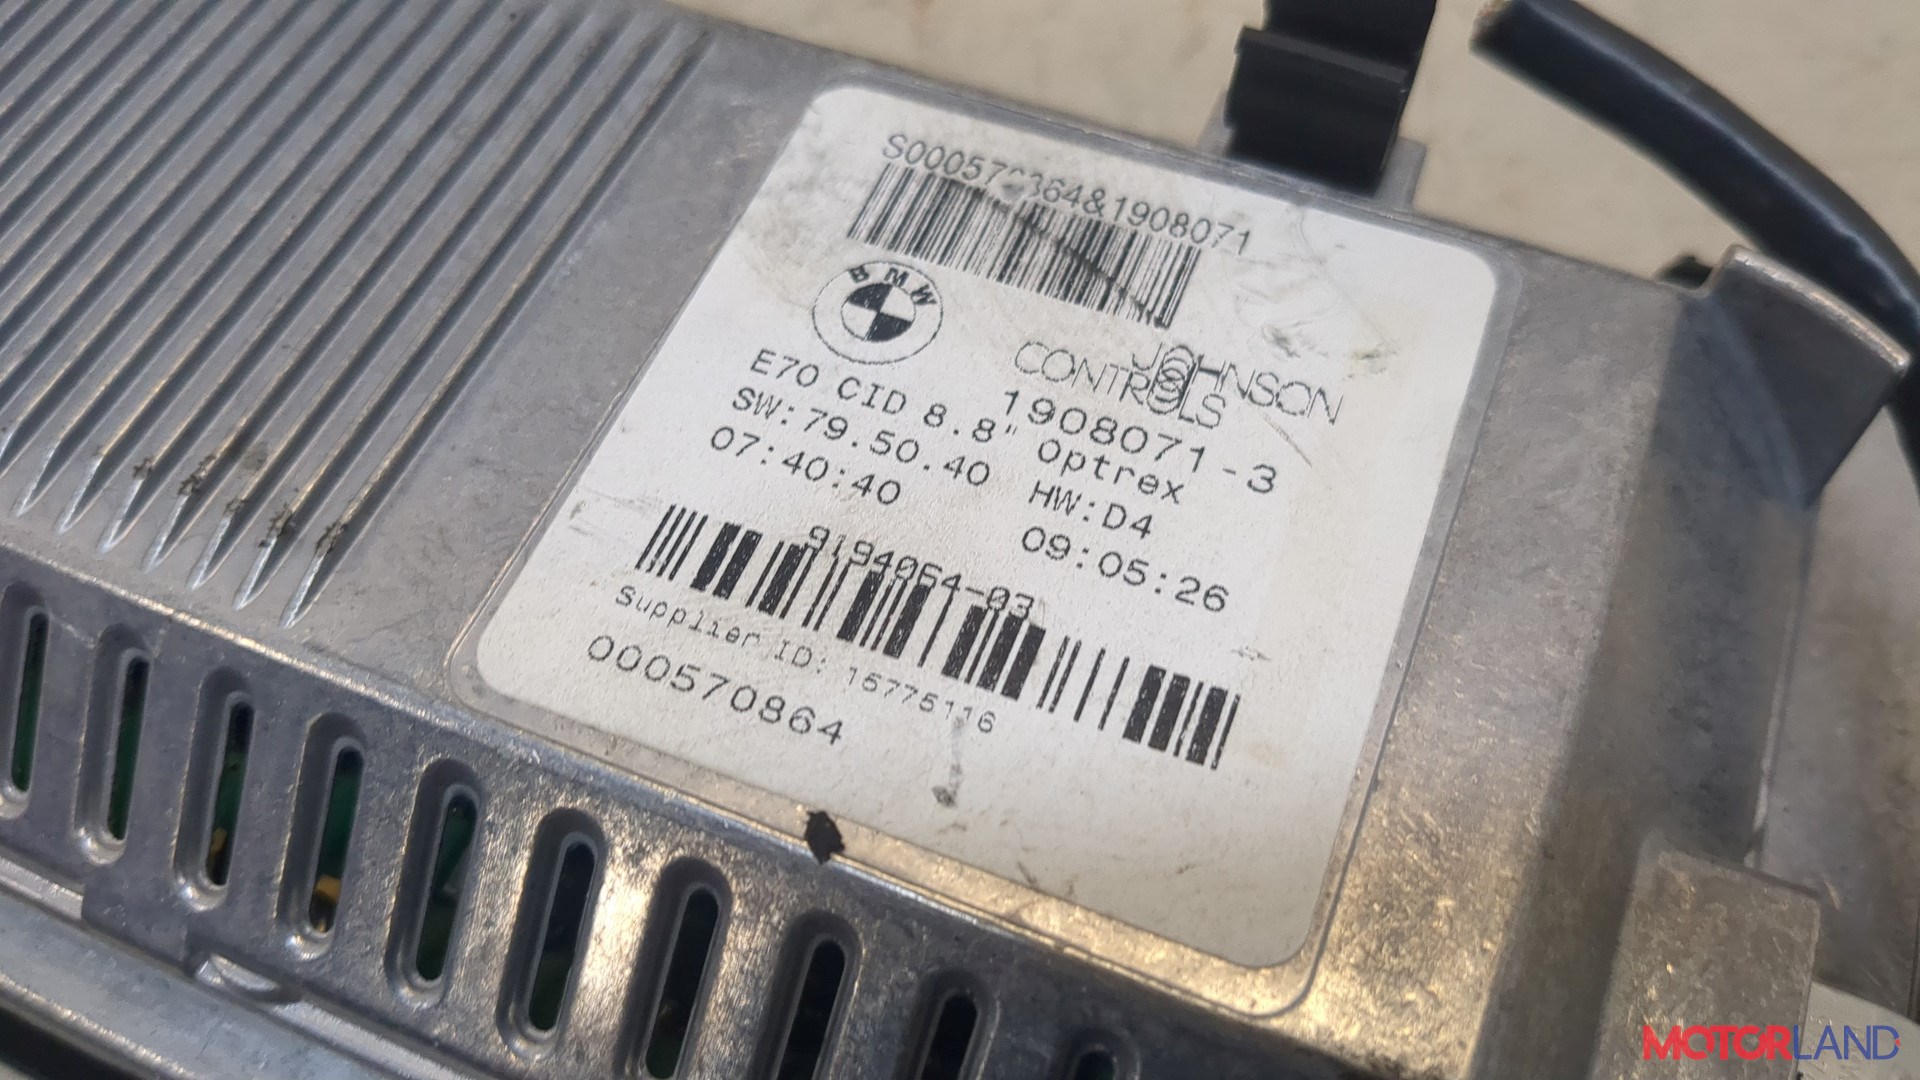 &1908071
BMW
JOHNSON
CONTROLS
1908071-3
E70 CID 8.8" Optrex
SW:79.50.40 HW:D4
07:40:40 09:05:26
9194064-03
Supplier ID: 15775116
000570864
MOTORLAND